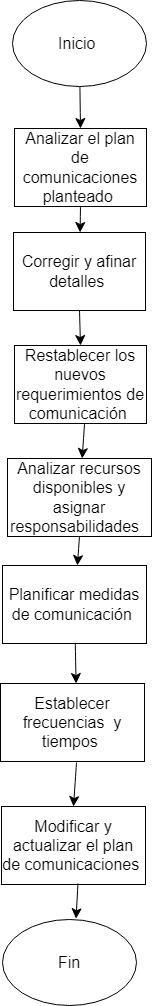 Inicio
Analizar el plan
de
comunicaciones
planteado
Corregir y afinar
detalles
Restablecer los
nuevos
requerimientos de
comunicación
Analizar recursos
disponibles y
asignar
responsabilidades
Planificar medidas
de comunicación
Establecer
frecuencias y
tiempos
Modificar y
actualizar el plan
de comunicaciones
Fin